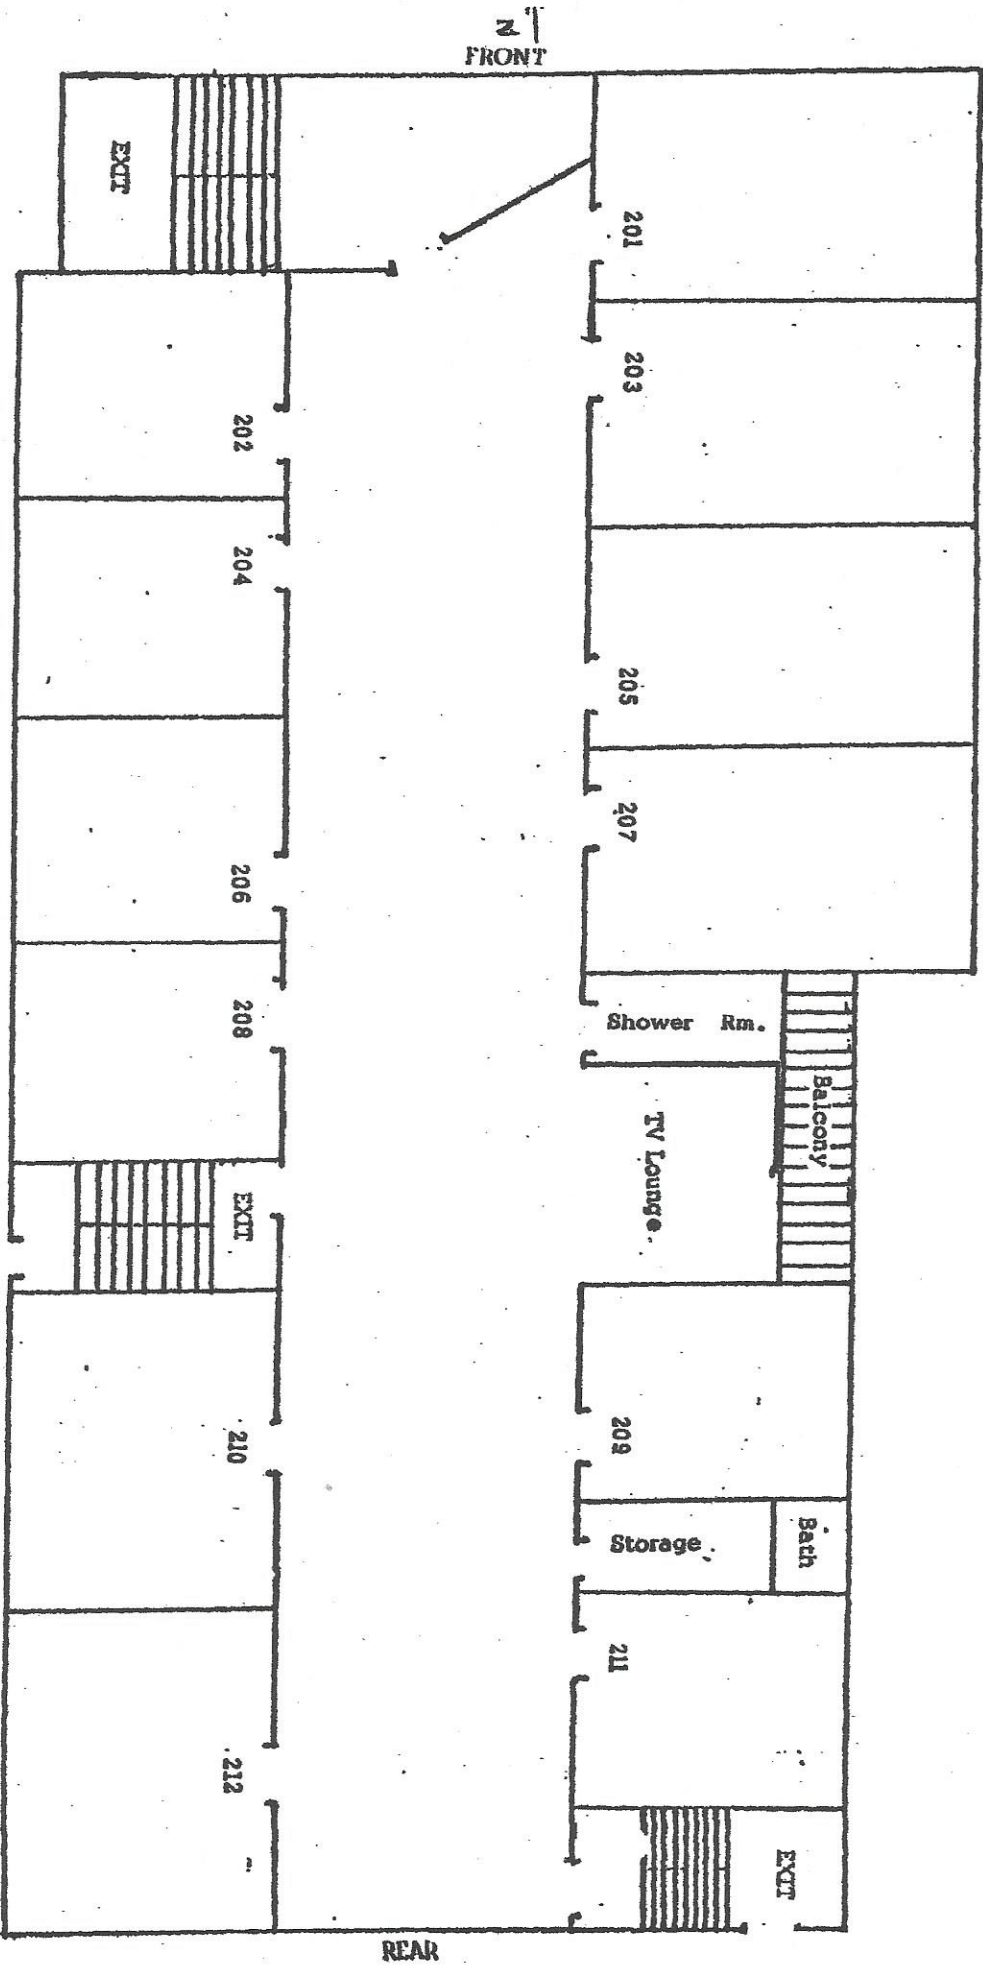 FRONT
EXIT
201
203
202
204
205
207
206
208
Shower Rm.
Balcony
TV Lounge
EXIT
209
210
Storage
Bath
211
212
EXIT
REAR